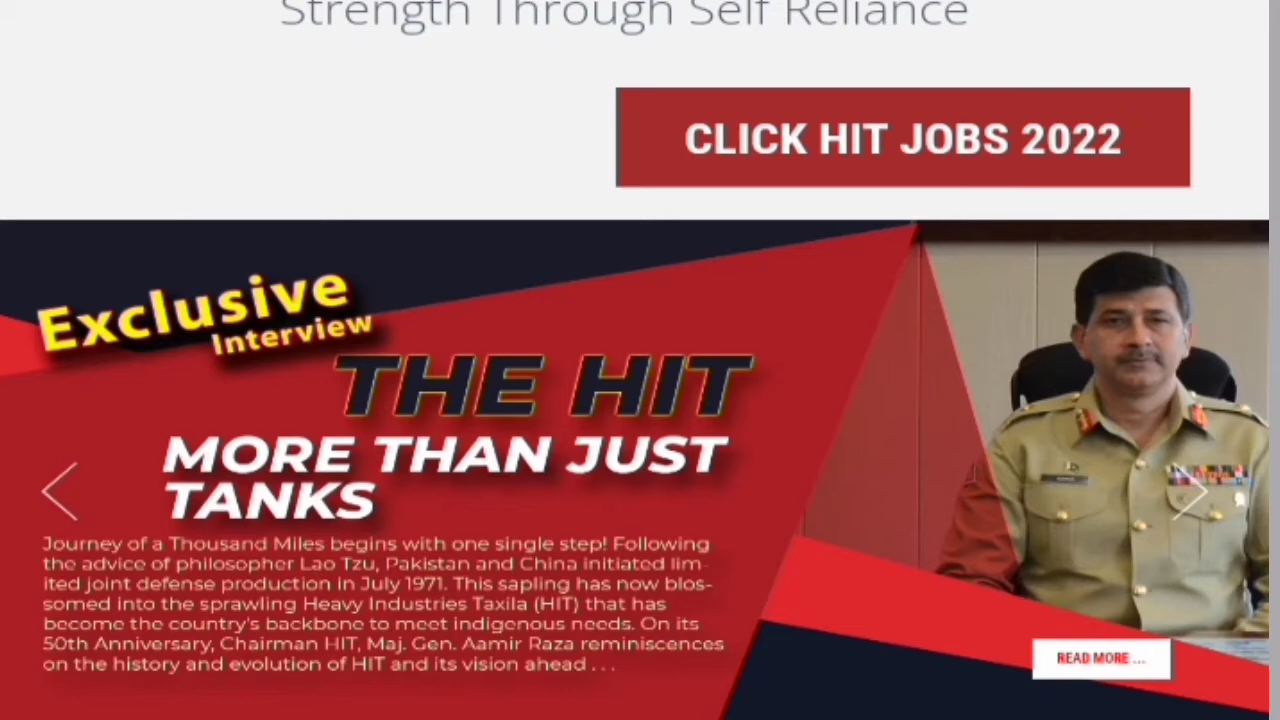 Strength Through Self Reliance
CLICK HIT JOBS 2022
Exclusive
Interview
THE HIT
MORE THAN JUST
TANKS
Journey of a Thousand Miles begins with one single step! Following
the advice of philosopher Lao Tzu, Pakistan and China initiated lim-
ited joint defense production in July 1971. This sapling has now blos-
somed into the sprawling Heavy Industries Taxila (HIT) that has
become the country's backbone to meet indigenous needs. On its
50th Anniversary, Chairman HIT, Maj. Gen. Aamir Raza reminiscences
on the history and evolution of HIT and its vision ahead . . .
READ MORE ...